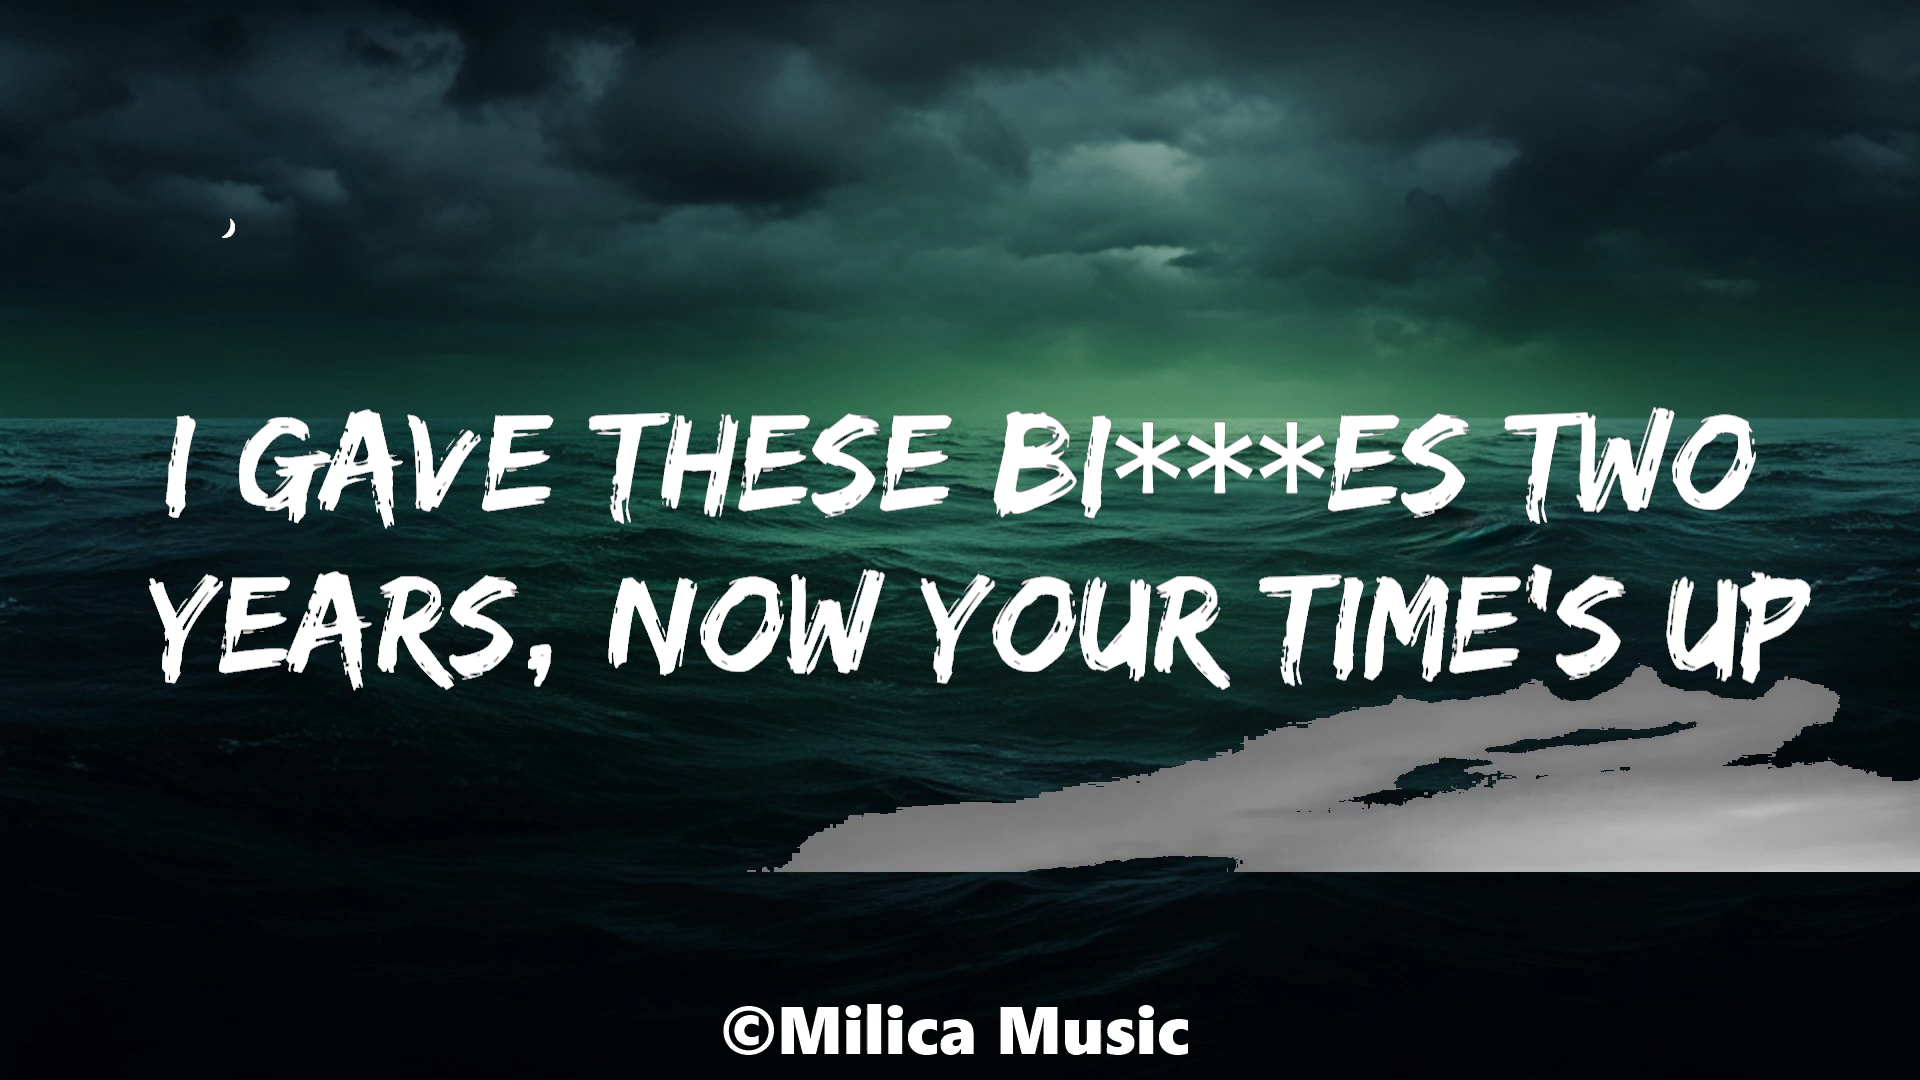 I GAVE THESE BI***ES TWO
YEARS, NOW YOUR TIME'S UP
©Milica Music